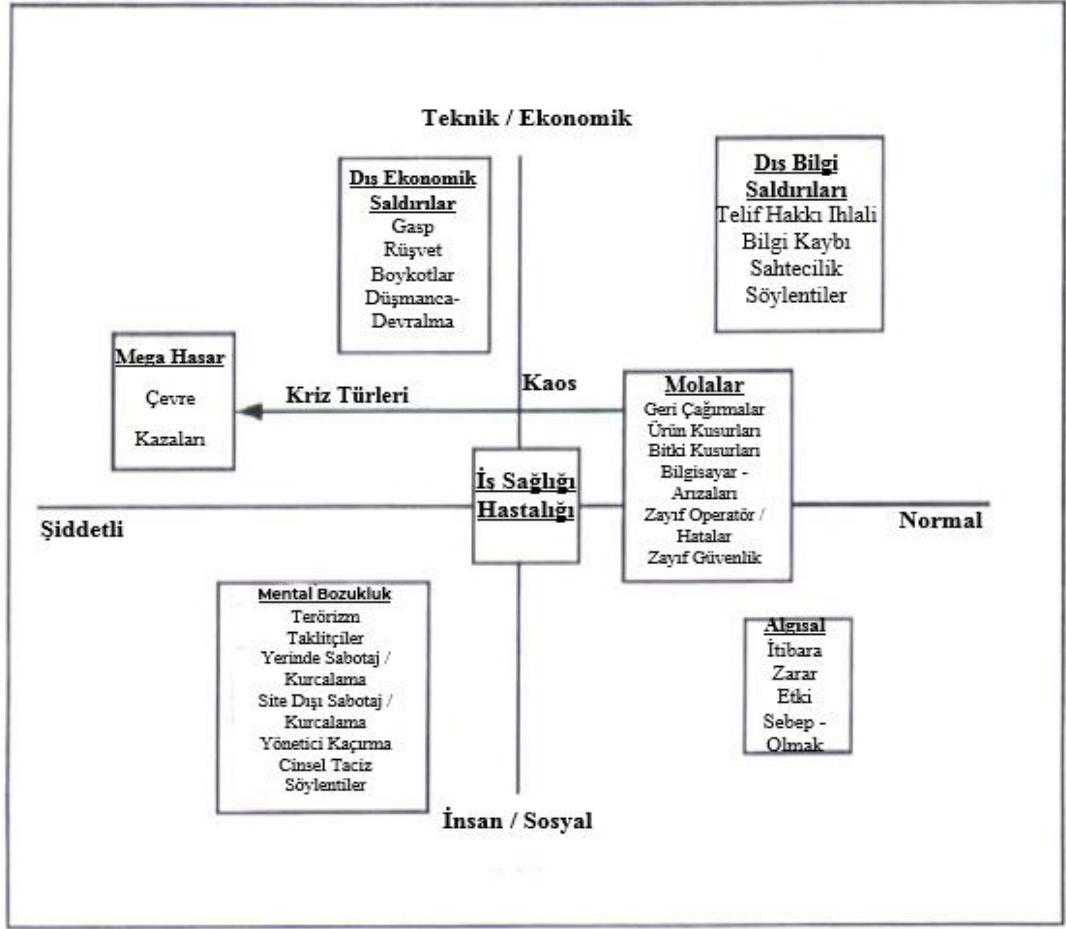 Teknik / Ekonomik
Dış Ekonomik
Saldırılar
Gasp
Rüşvet
Boykotlar
Düşmanca-
Devralma
Dıs Bilgi
Saldırıları
Telif Hakkı Ihlali
Bilgi Kaybı
Sahtecilik
Söylentiler
Mega Hasar
Çevre
Kazaları
Kriz Türleri
Kaos
Molalar
Geri Çağırmalar
Ürün Kusurları
Bitki Kusurları
Bilgisayar -
Arızaları
Zayıf Operatör /
Hatalar
Zayıf Güvenlik
İş Sağlığı
Hastalığı
Şiddetli
Normal
Mental Bozukluk
Terörizm
Taklitçiler
Yerinde Sabotaj /
Kurcalama
Site Dışı Sabotaj /
Kurcalama
Yönetici Kaçırma
Cinsel Taciz
Söylentiler
Algısal
İtibara
Zarar
Etki
Sebep -
Olmak
İnsan / Sosyal